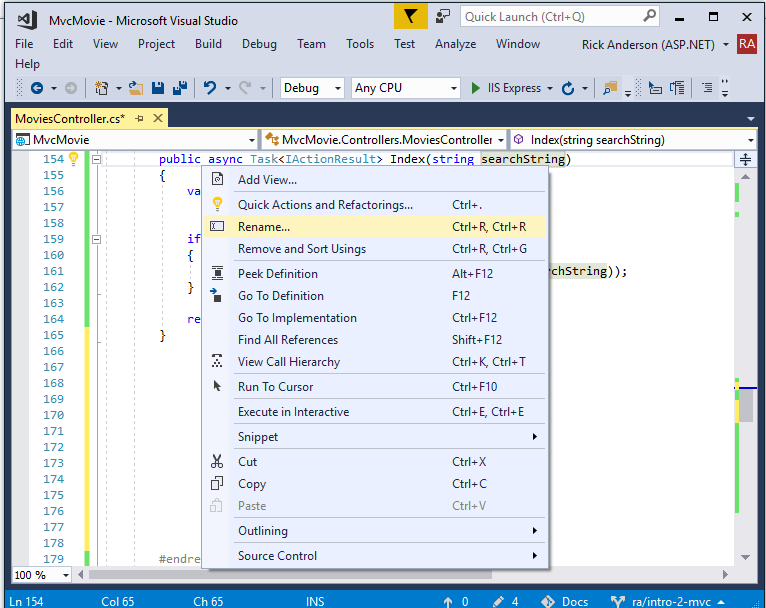 MvcMovie - Microsoft Visual Studio
Quick Launch (Ctrl+Q)
File Edit View Project Build Debug Team Tools Test Analyze Window Rick Anderson (ASP.NET) RA
Help
Debug Any CPU IIS Express
MoviesController.cs*
MvcMovie MvcMovie.Controllers.MoviesController Index(string searchString)
154 public async Task<IActionResult> Index(string searchString)
155 {
156 va
157
158
159 if
160 {
161 chString));
162 }
163
164 re
165 }
166
167
168
169
170
171
172
173
174
175
176
177
178
179 #endre
Add View...
Quick Actions and Refactorings... Ctrl+.
Rename... Ctrl+R, Ctrl+R
Remove and Sort Usings Ctrl+R, Ctrl+G
Peek Definition Alt+F12
Go To Definition F12
Go To Implementation Ctrl+F12
Find All References Shift+F12
View Call Hierarchy Ctrl+K, Ctrl+T
Run To Cursor Ctrl+F10
Execute in Interactive Ctrl+E, Ctrl+E
Snippet
Cut Ctrl+X
Copy Ctrl+C
Paste Ctrl+V
Outlining
Source Control
100 %
Ln 154 Col 65 Ch 65 INS 0 4 Docs ra/intro-2-mvc